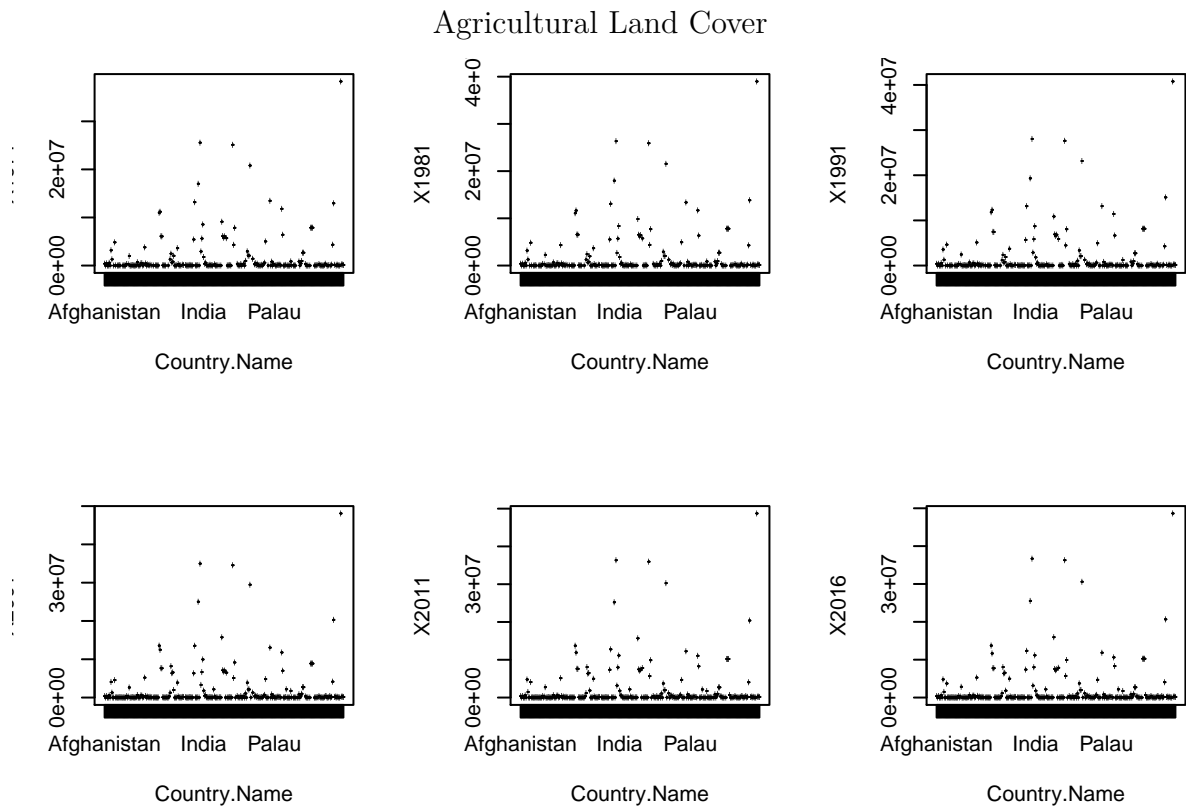 Agricultural Land Cover
0e+00 2e+07
Afghanistan India Palau
Country.Name
X1981
0e+00 2e+07 4e+0
Afghanistan India Palau
Country.Name
X1991
0e+00 2e+07 4e+07
Afghanistan India Palau
Country.Name
0e+00 3e+07
Afghanistan India Palau
Country.Name
X2011
0e+00 3e+07
Afghanistan India Palau
Country.Name
X2016
0e+00 3e+07
Afghanistan India Palau
Country.Name